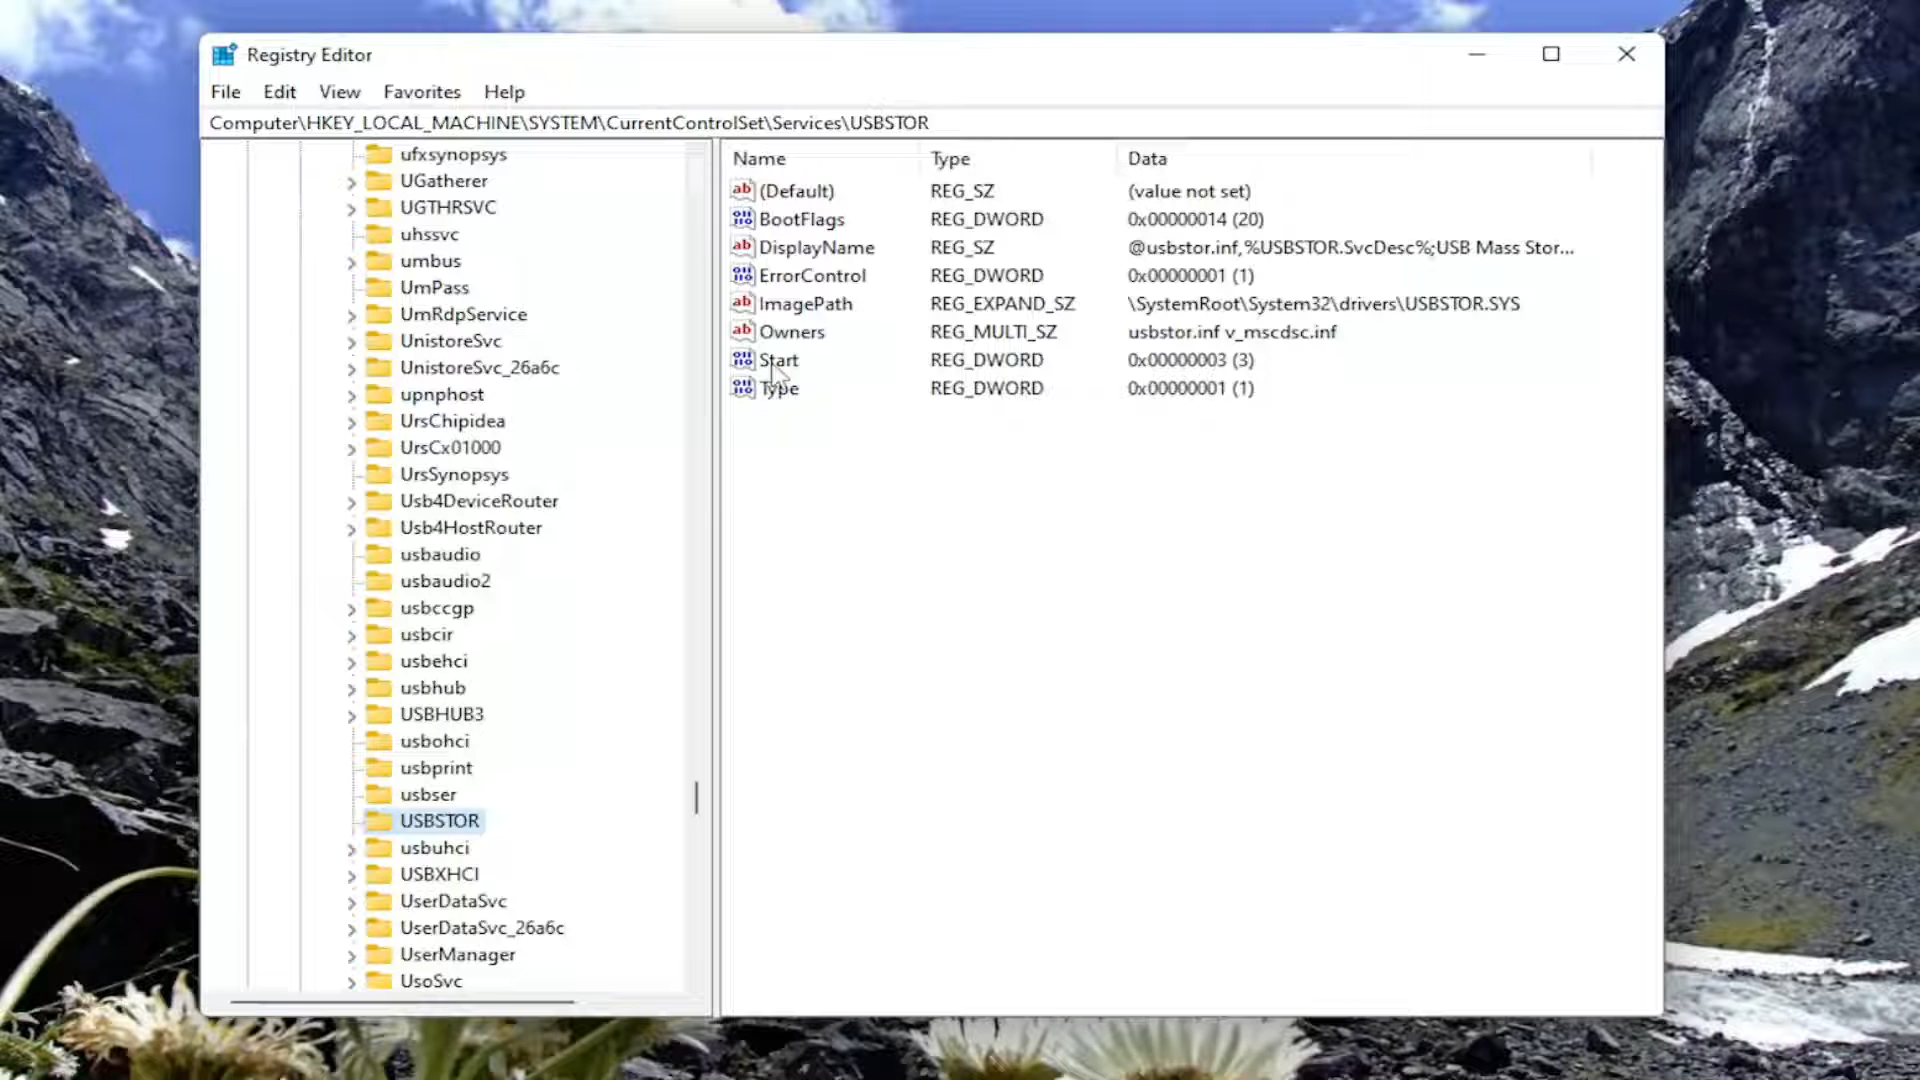 Registry Editor
File Edit View Favorites Help
Computer\HKEY_LOCAL_MACHINE\SYSTEM\CurrentControlSet\Services\USBSTOR
ufxsynopsys
UGatherer
UGTHRSVC
uhssvc
umbus
UmPass
UmRdpService
UnistoreSvc
UnistoreSvc_26a6c
upnphost
UrsChipidea
UrsCx01000
UrsSynopsys
Usb4DeviceRouter
Usb4HostRouter
usbaudio
usbaudio2
usbccgp
usbcir
usbehci
usbhub
USBHUB3
usbohci
usbprint
usbser
USBSTOR
usbuhci
USBXHCI
UserDataSvc
UserDataSvc_26a6c
UserManager
UsoSvc
Name Type Data
(Default) REG_SZ (value not set)
BootFlags REG_DWORD 0x00000014 (20)
DisplayName REG_SZ @usbstor.inf,%USBSTOR.SvcDesc%;USB Mass Stor...
ErrorControl REG_DWORD 0x00000001 (1)
ImagePath REG_EXPAND_SZ \SystemRoot\System32\drivers\USBSTOR.SYS
Owners REG_MULTI_SZ usbstor.inf v_mscdsc.inf
Start REG_DWORD 0x00000003 (3)
Type REG_DWORD 0x00000001 (1)